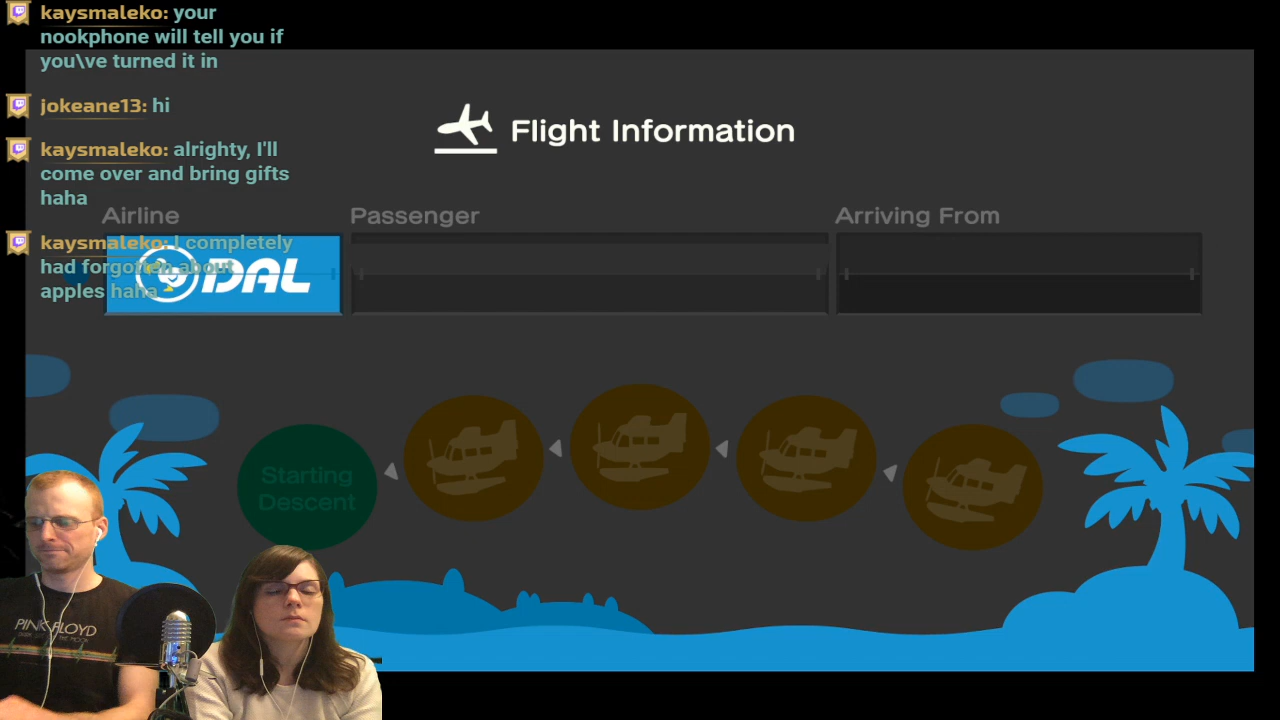 kaysmaleko: your
nookphone will tell you if
you\ve turned it in
jokeane13: hi
kaysmaleko: alrighty, I'll
come over and bring gifts
haha
kaysmaleko: I completely
had forgotten about
apples haha
Flight Information
Airline
Passenger
Arriving From
DAL
Starting
Descent
PINK FLOYD